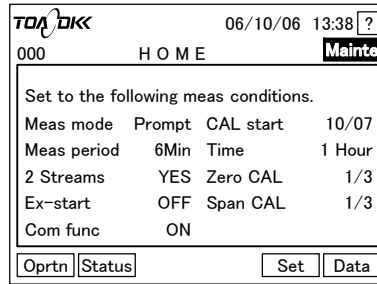 TOA DKK 06/10/06 13:38 ?
000 HOME Mainte
Set to the following meas conditions.
Meas mode Prompt CAL start 10/07
Meas period 6Min Time 1 Hour
2 Streams YES Zero CAL 1/3
Ex-start OFF Span CAL 1/3
Com func ON
Oprtn Status Set Data